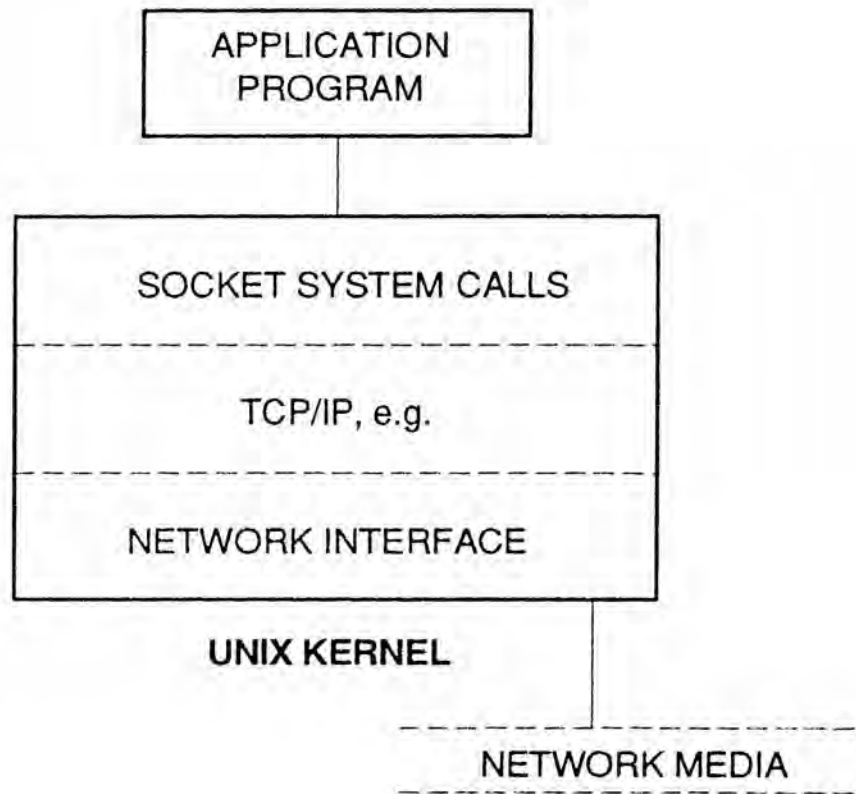 APPLICATION
PROGRAM
SOCKET SYSTEM CALLS
TCP/IP, e.g.
NETWORK INTERFACE
UNIX KERNEL
NETWORK MEDIA